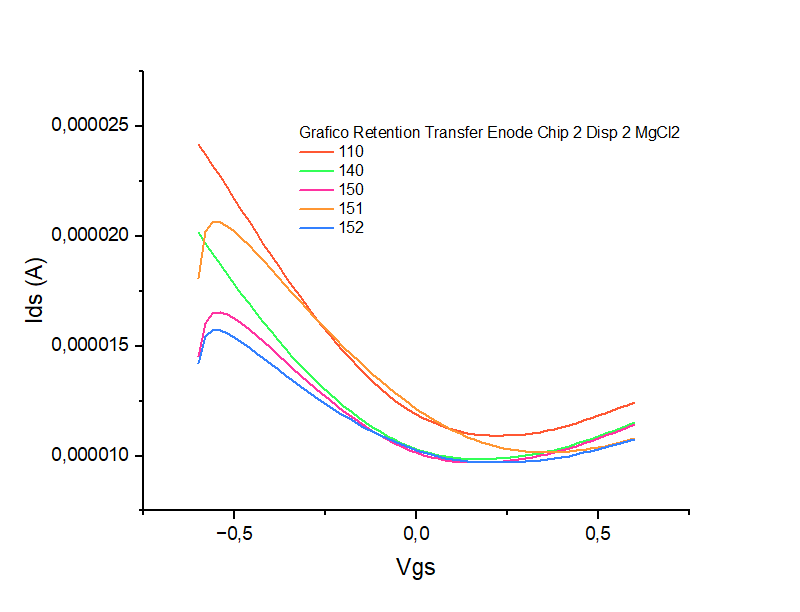 Grafico Retention Transfer Enode Chip 2 Disp 2 MgCl2
110
140
150
151
152
0,000025
0,000020
0,000015
0,000010
Ids (A)
−0,5 0,0 0,5
Vgs